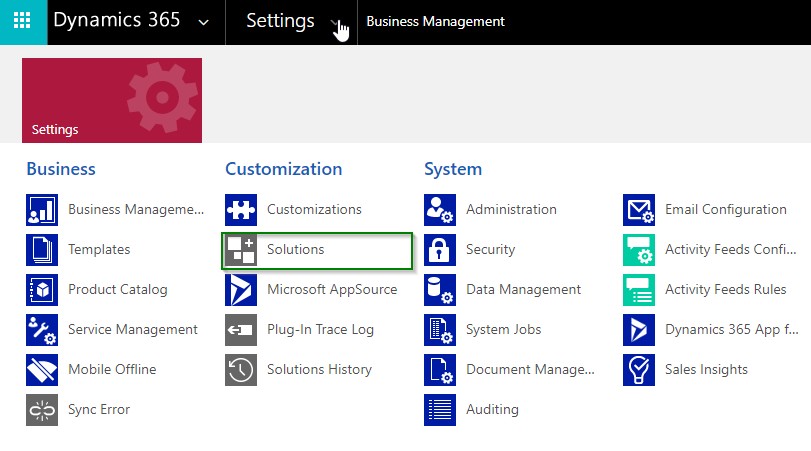 Dynamics 365
Settings
Business Management
Settings
Business
Business Manageme...
Templates
Product Catalog
Service Management
Mobile Offline
Sync Error
Customization
Customizations
Solutions
Microsoft AppSource
Plug-In Trace Log
Solutions History
System
Administration
Security
Data Management
System Jobs
Document Manage...
Auditing
Email Configuration
Activity Feeds Confi...
Activity Feeds Rules
Dynamics 365 App f...
Sales Insights